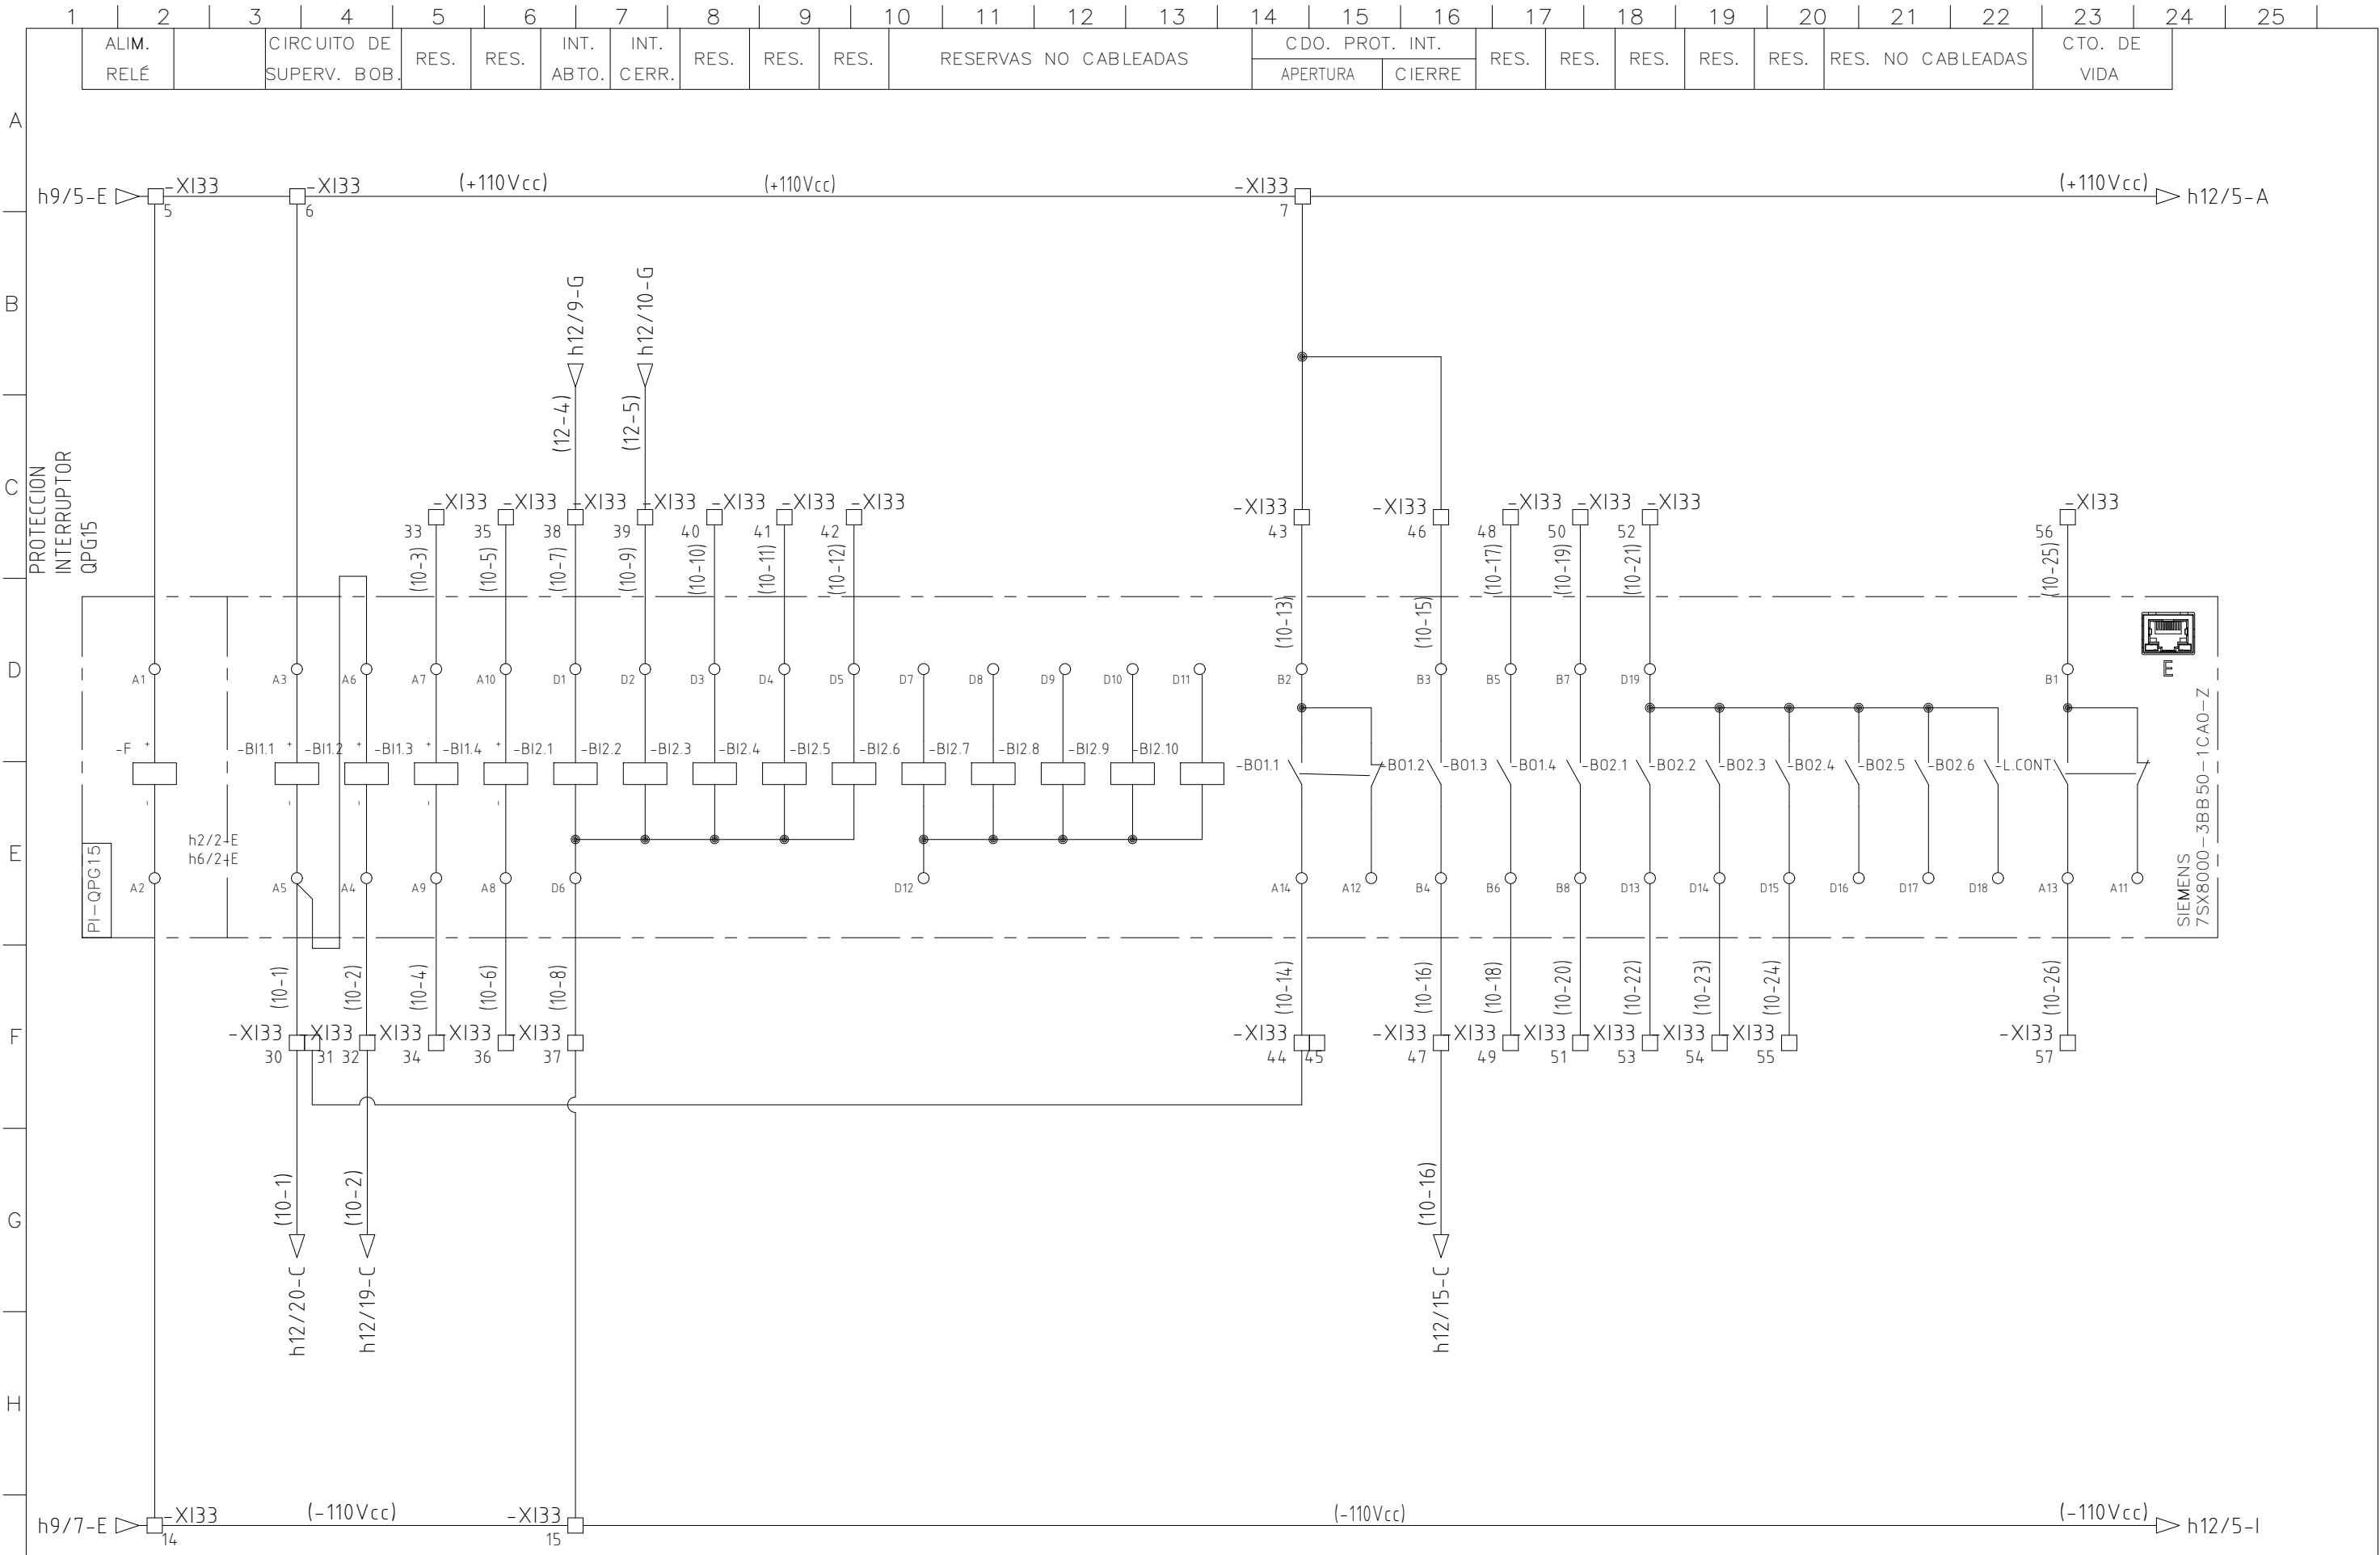 1 2 3 4 5 6 7 8 9 10 11 12 13 14 15 16 17 18 19 20 21 22 23 24 25
ALIM. RELÉ
CIRCUITO DE SUPERV. BOB.
RES.
RES.
INT. ABTO.
INT. CERR.
RES.
RES.
RES.
RESERVAS NO CABLEADAS
CDO. PROT. INT.
APERTURA
CIERRE
RES.
RES.
RES.
RES.
RES.
RES. NO CABLEADAS
CTO. DE VIDA
A
h9/5-E
-XI33 5
-XI33 6
(+110Vcc)
(+110Vcc)
-XI33 7
(+110Vcc)
h12/5-A
B
h12/9-G
h12/10-G
(12-4)
(12-5)
C
PROTECCION
INTERRUPTOR
QPG15
-XI33 33
-XI33 35
-XI33 38
-XI33 39
-XI33 40
-XI33 41
-XI33 42
-XI33 43
-XI33 46
-XI33 48
-XI33 50
-XI33 52
-XI33 56
(10-3)
(10-5)
(10-7)
(10-9)
(10-10)
(10-11)
(10-12)
(10-13)
(10-15)
(10-17)
(10-19)
(10-21)
(10-25)
D
A1 A3 A6 A7 A10 D1 D2 D3 D4 D5 D7 D8 D9 D10 D11 B2 B3 B5 B7 D19 B1
E
-F + -BI1.1 + -BI1.2 + -BI1.3 + -BI1.4 + -BI2.1 -BI2.2 -BI2.3 -BI2.4 -BI2.5 -BI2.6 -BI2.7 -BI2.8 -BI2.9 -BI2.10
-BO1.1 -BO1.2 -BO1.3 -BO1.4 -BO2.1 -BO2.2 -BO2.3 -BO2.4 -BO2.5 -BO2.6 -L.CONT.
- - - - -
E
h2/2-E
h6/2-E
PI-QPG15
A2 A5 A4 A9 A8 D6 D12 A14 A12 B4 B6 B8 D13 D14 D15 D16 D17 D18 A13 A11
SIEMENS
7SX8000-3BB50-1CA0-Z
(10-1)
(10-2)
(10-4)
(10-6)
(10-8)
(10-14)
(10-16)
(10-18)
(10-20)
(10-22)
(10-23)
(10-24)
(10-26)
F
-XI33 30
31
XI33 32
XI33 34
XI33 36
XI33 37
-XI33 44
45
-XI33 47
XI33 49
XI33 51
XI33 53
XI33 54
XI33 55
-XI33 57
G
(10-1)
(10-2)
(10-16)
h12/20-C
h12/19-C
h12/15-C
H
h9/7-E
-XI33 14
(-110Vcc)
-XI33 15
(-110Vcc)
(-110Vcc)
h12/5-I